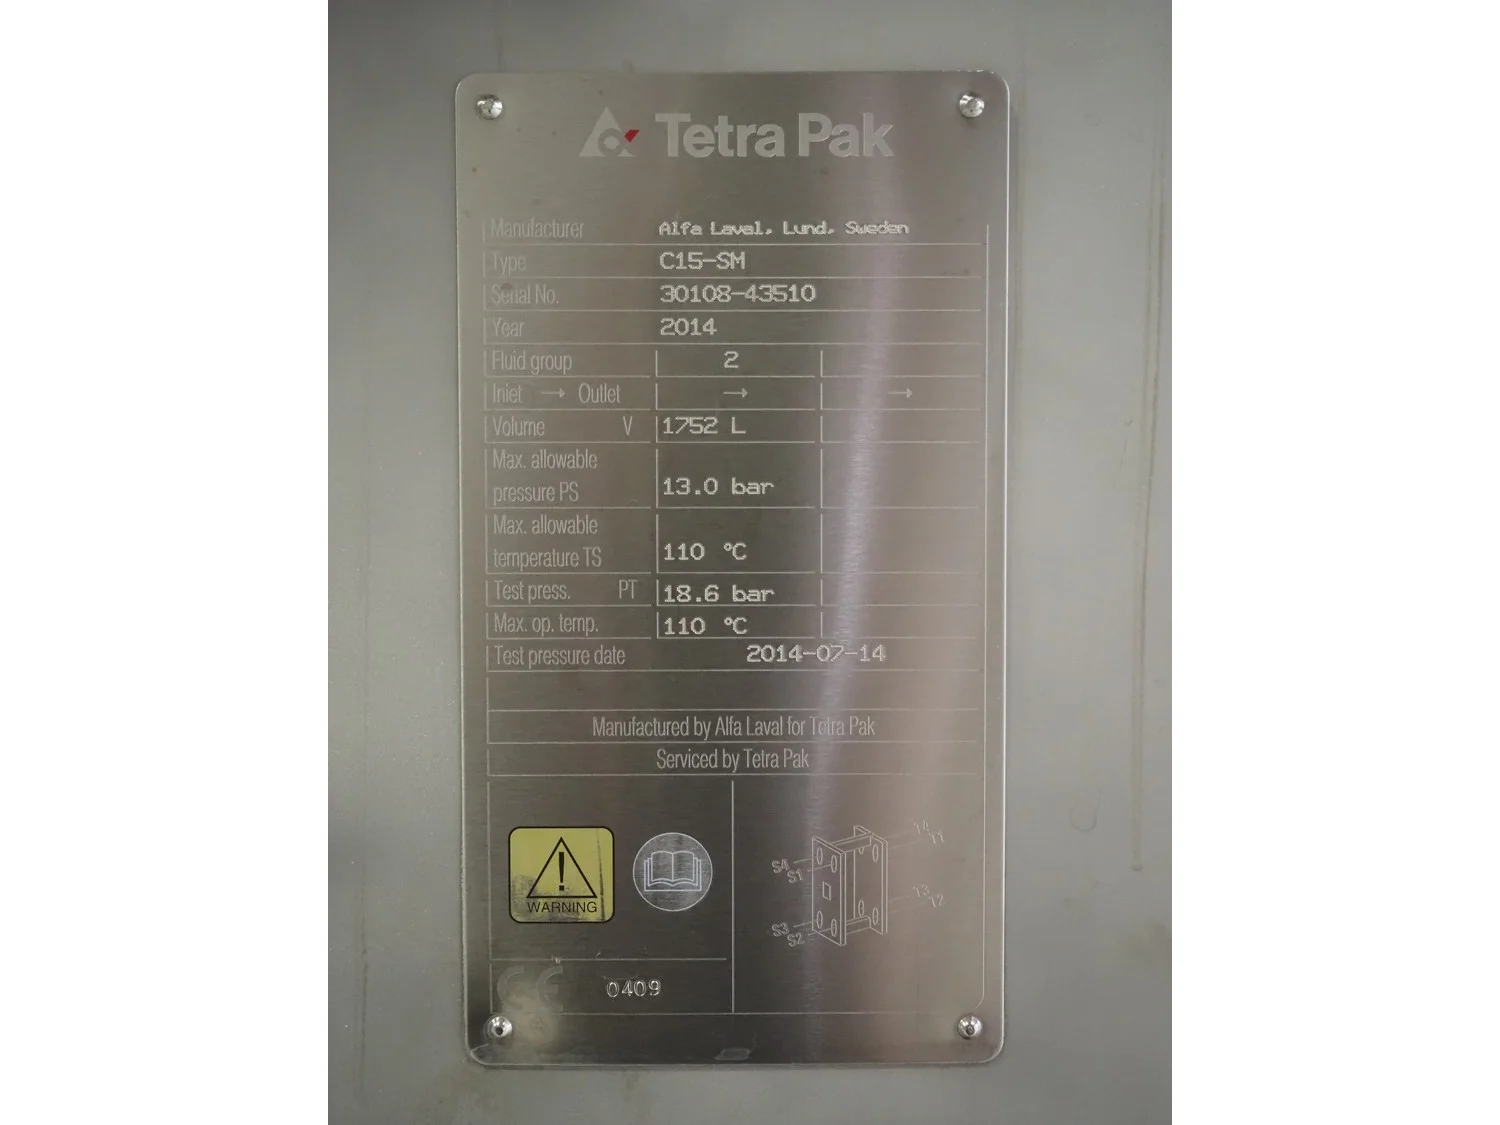 Tetra Pak
Manufacturer Alfa Laval, Lund, Sweden
Type C15-SM
Serial No. 30108-43510
Year 2014
Fluid group 2
Inlet → Outlet → →
Volume V 1752 L
Max. allowable
pressure PS 13.0 bar
Max. allowable
temperature TS 110 °C
Test press. PT 18.6 bar
Max. op. temp. 110 °C
Test pressure date 2014-07-14
Manufactured by Alfa Laval for Tetra Pak
Serviced by Tetra Pak
WARNING
T4
T1
S4
S1
T3
T2
S3
S2
CE 0409